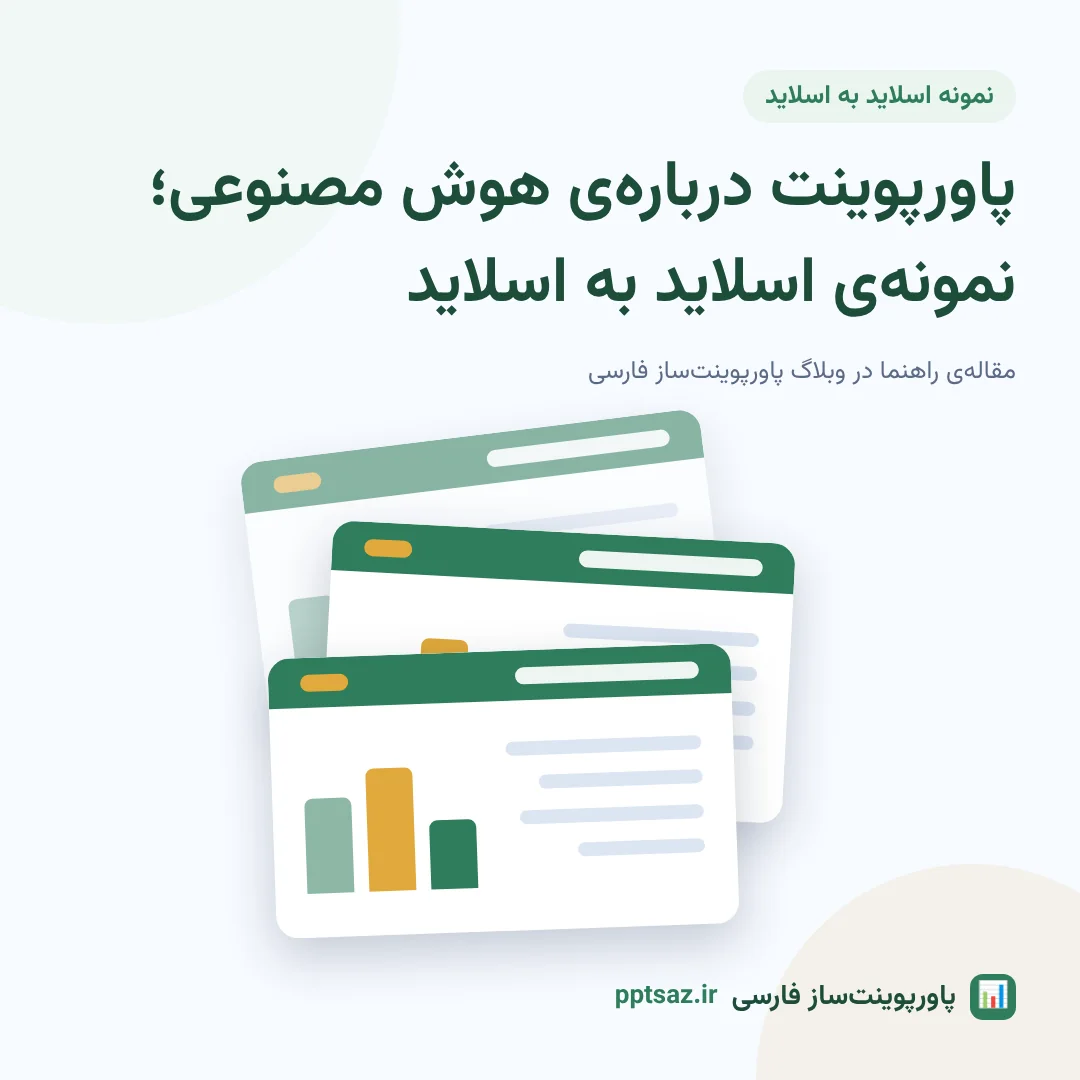 نمونه اسلاید به اسلاید
پاورپوینت درباره‌ی هوش مصنوعی؛
نمونه‌ی اسلاید به اسلاید
مقاله‌ی راهنما در وبلاگ پاورپوینت‌ساز فارسی
پاورپوینت‌ساز فارسی pptsaz.ir